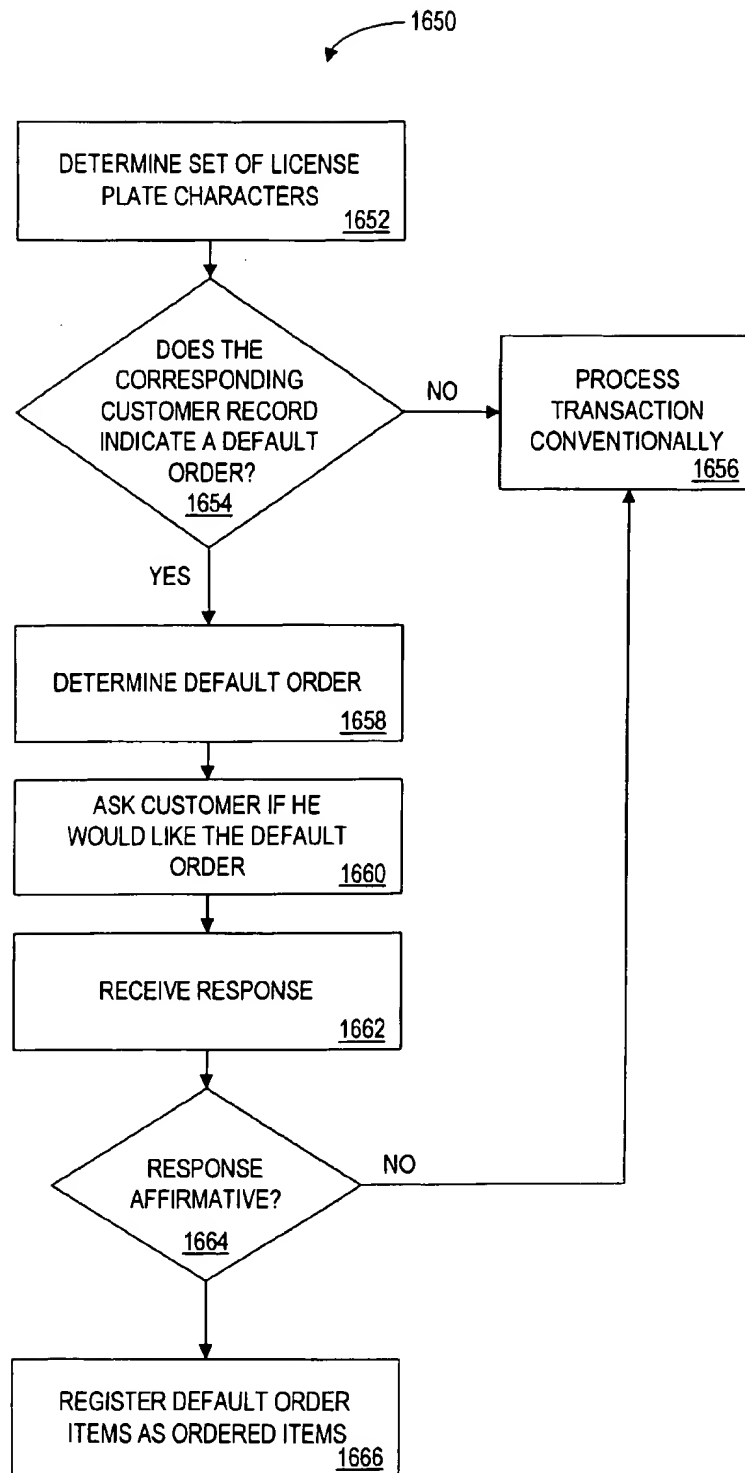 1650
DETERMINE SET OF LICENSE
PLATE CHARACTERS
1652
DOES THE
CORRESPONDING
CUSTOMER RECORD
INDICATE A DEFAULT
ORDER?
1654
NO
PROCESS
TRANSACTION
CONVENTIONALLY
1656
YES
DETERMINE DEFAULT ORDER
1658
ASK CUSTOMER IF HE
WOULD LIKE THE DEFAULT
ORDER
1660
RECEIVE RESPONSE
1662
RESPONSE
AFFIRMATIVE?
1664
NO
REGISTER DEFAULT ORDER
ITEMS AS ORDERED ITEMS
1666